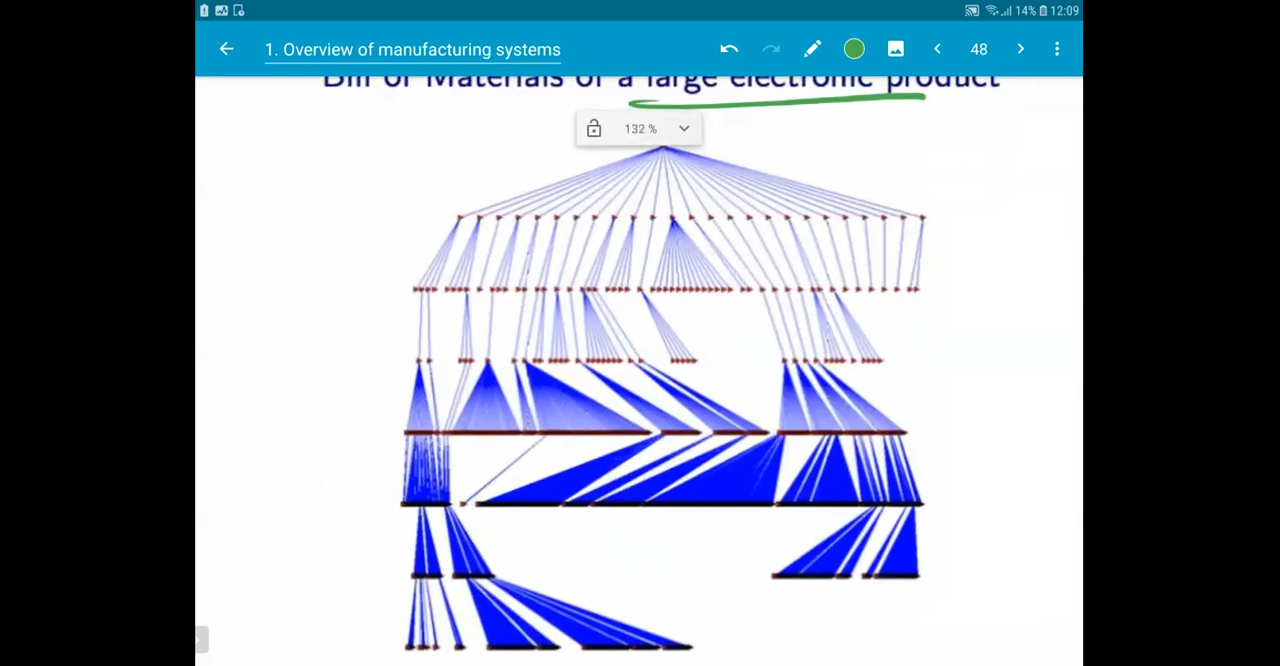 14% 12:09
1. Overview of manufacturing systems
48
Bill of Materials of a large electronic product
132 %